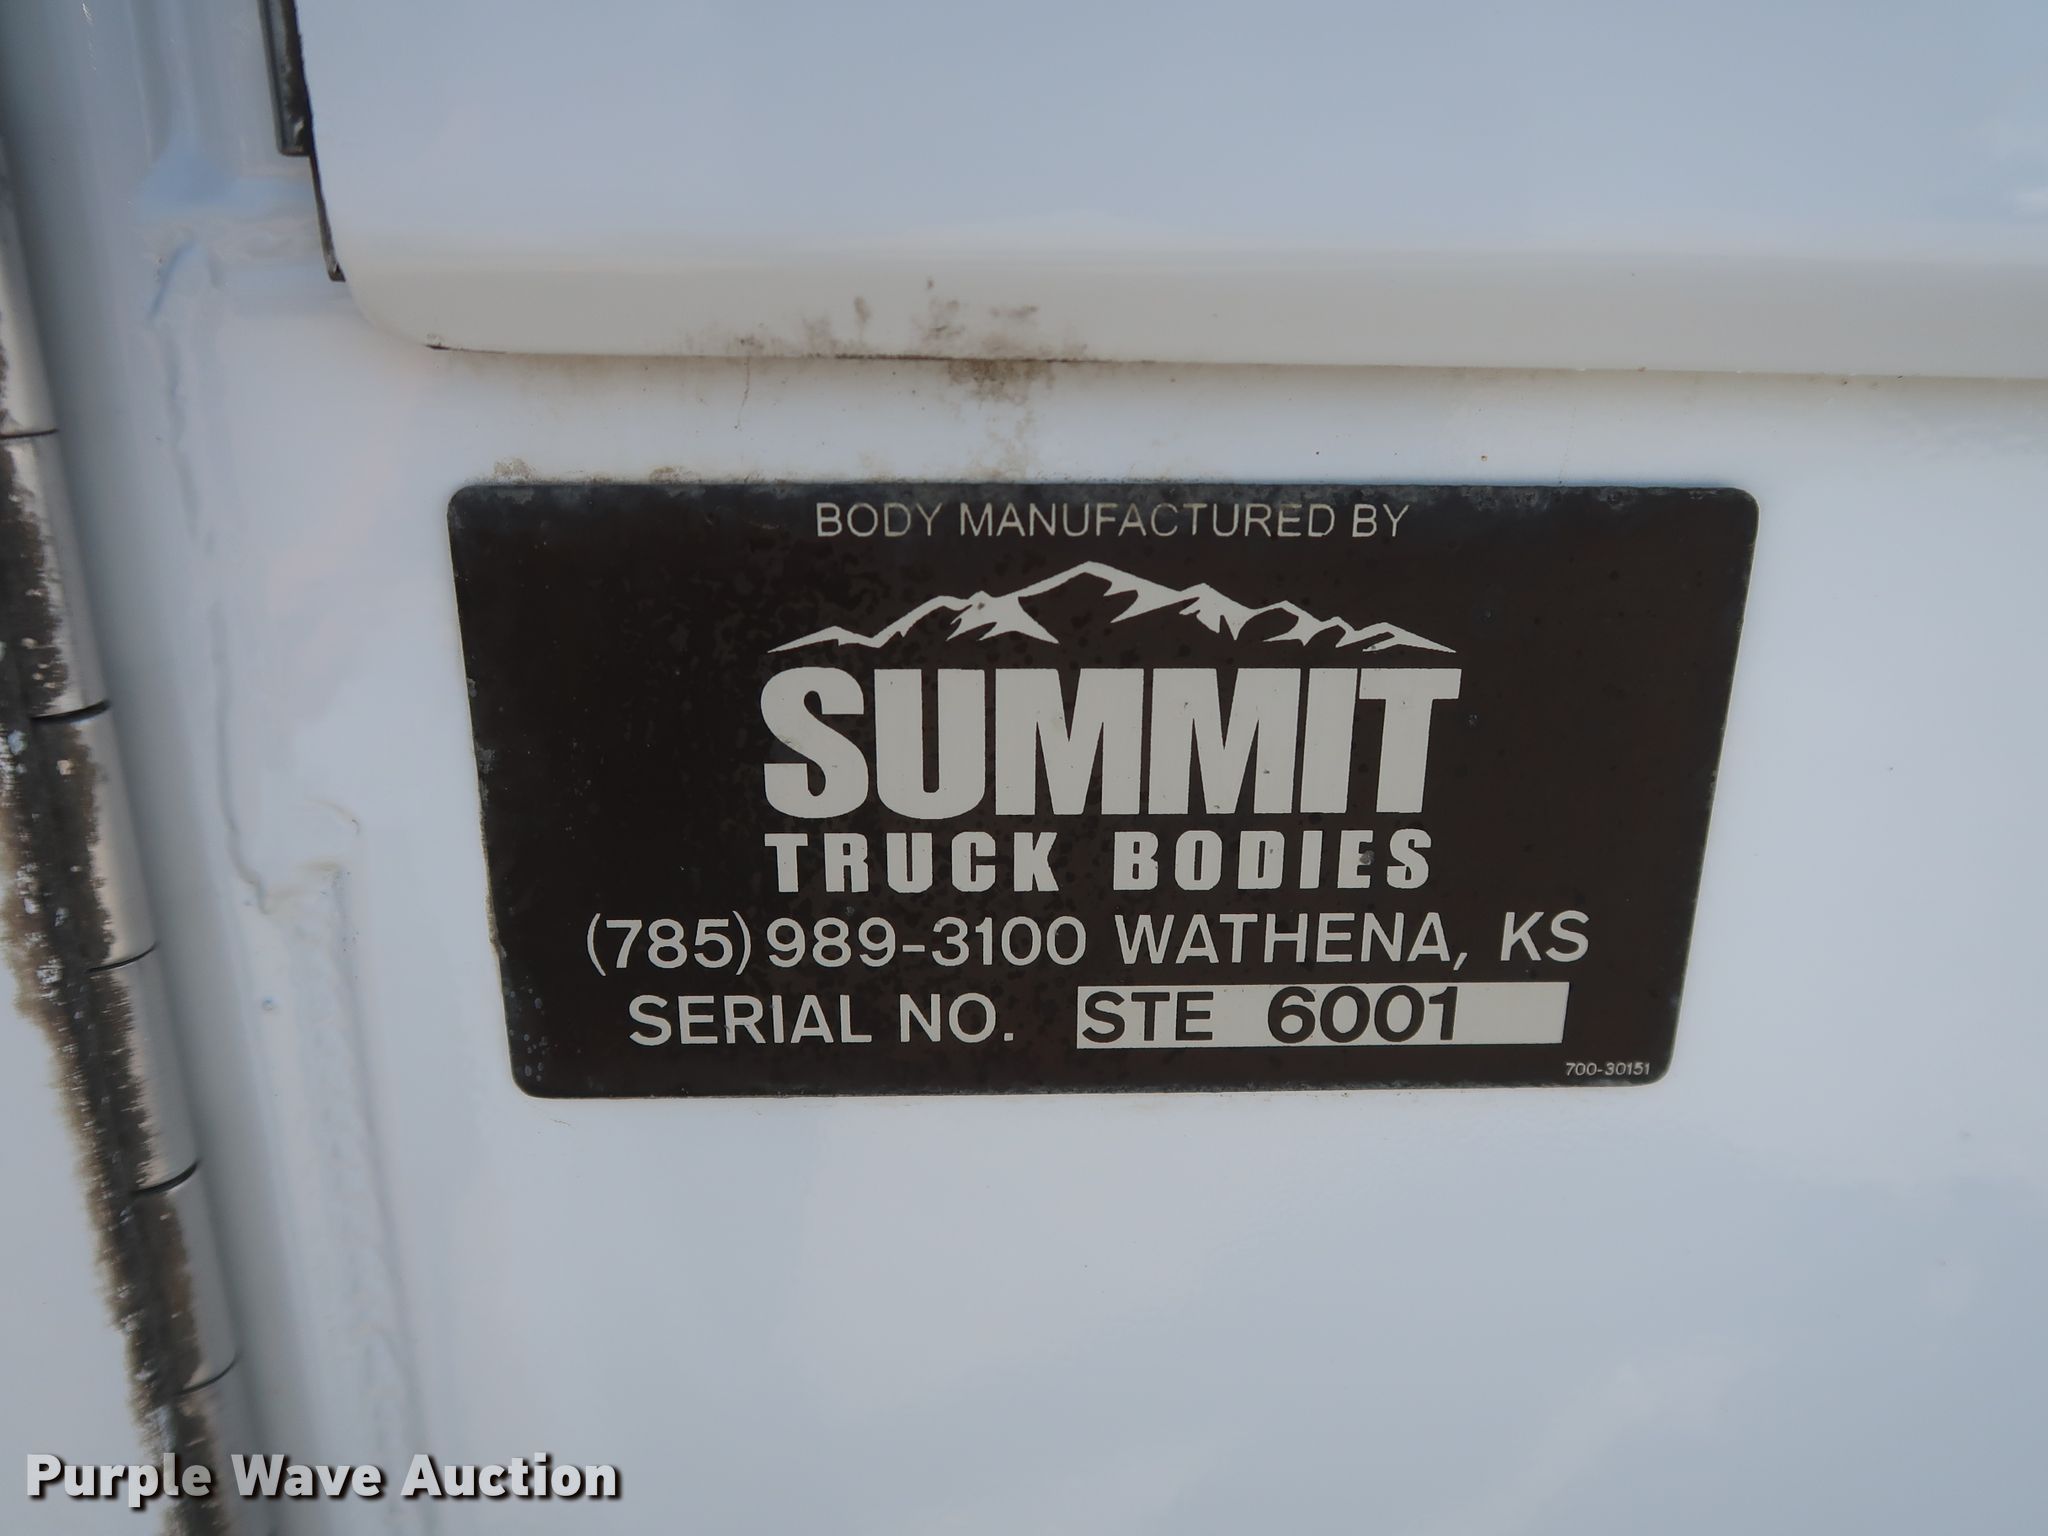 BODY MANUFACTURED BY
SUMMIT
TRUCK BODIES
(785) 989-3100 WATHENA, KS
SERIAL NO. STE 6001
700-30151
Purple Wave Auction